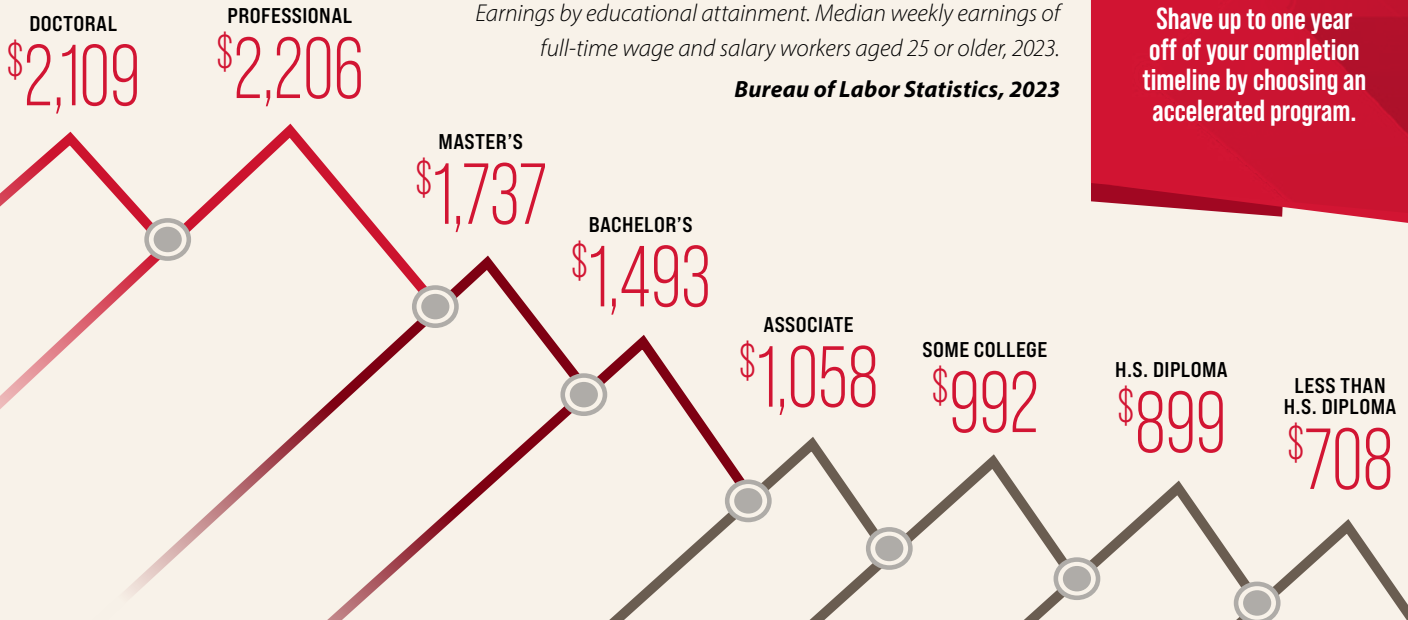 DOCTORAL
$2,109
PROFESSIONAL
$2,206
Earnings by educational attainment. Median weekly earnings of
full-time wage and salary workers aged 25 or older, 2023.
Bureau of Labor Statistics, 2023
Shave up to one year
off of your completion
timeline by choosing an
accelerated program.
MASTER'S
$1,737
BACHELOR'S
$1,493
ASSOCIATE
$1,058
SOME COLLEGE
$992
H.S. DIPLOMA
$899
LESS THAN
H.S. DIPLOMA
$708